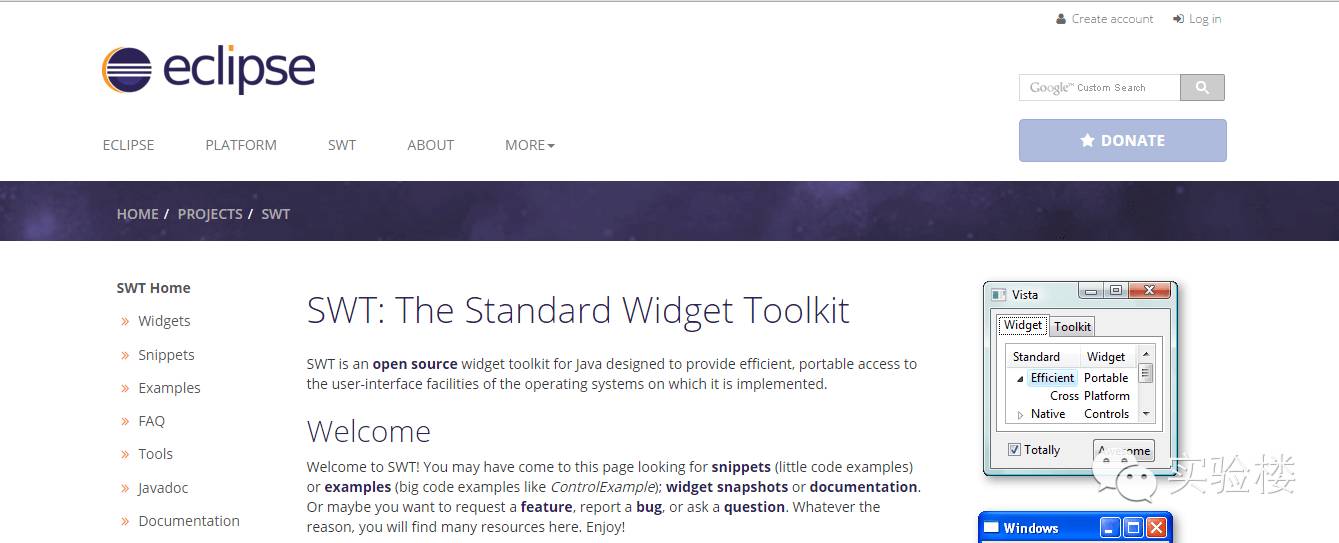 Create account Log in
eclipse
Google™ Custom Search
ECLIPSE PLATFORM SWT ABOUT MORE
DONATE
HOME / PROJECTS / SWT
SWT Home
Widgets
Snippets
Examples
FAQ
Tools
Javadoc
Documentation
SWT: The Standard Widget Toolkit
SWT is an open source widget toolkit for Java designed to provide efficient, portable access to
the user-interface facilities of the operating systems on which it is implemented.
Welcome
Welcome to SWT! You may have come to this page looking for snippets (little code examples)
or examples (big code examples like ControlExample); widget snapshots or documentation.
Or maybe you want to request a feature, report a bug, or ask a question. Whatever the
reason, you will find many resources here. Enjoy!
Vista
Widget Toolkit
Standard Widget
Efficient Portable
Cross Platform
Native Controls
Totally Awesome
实验楼
Windows